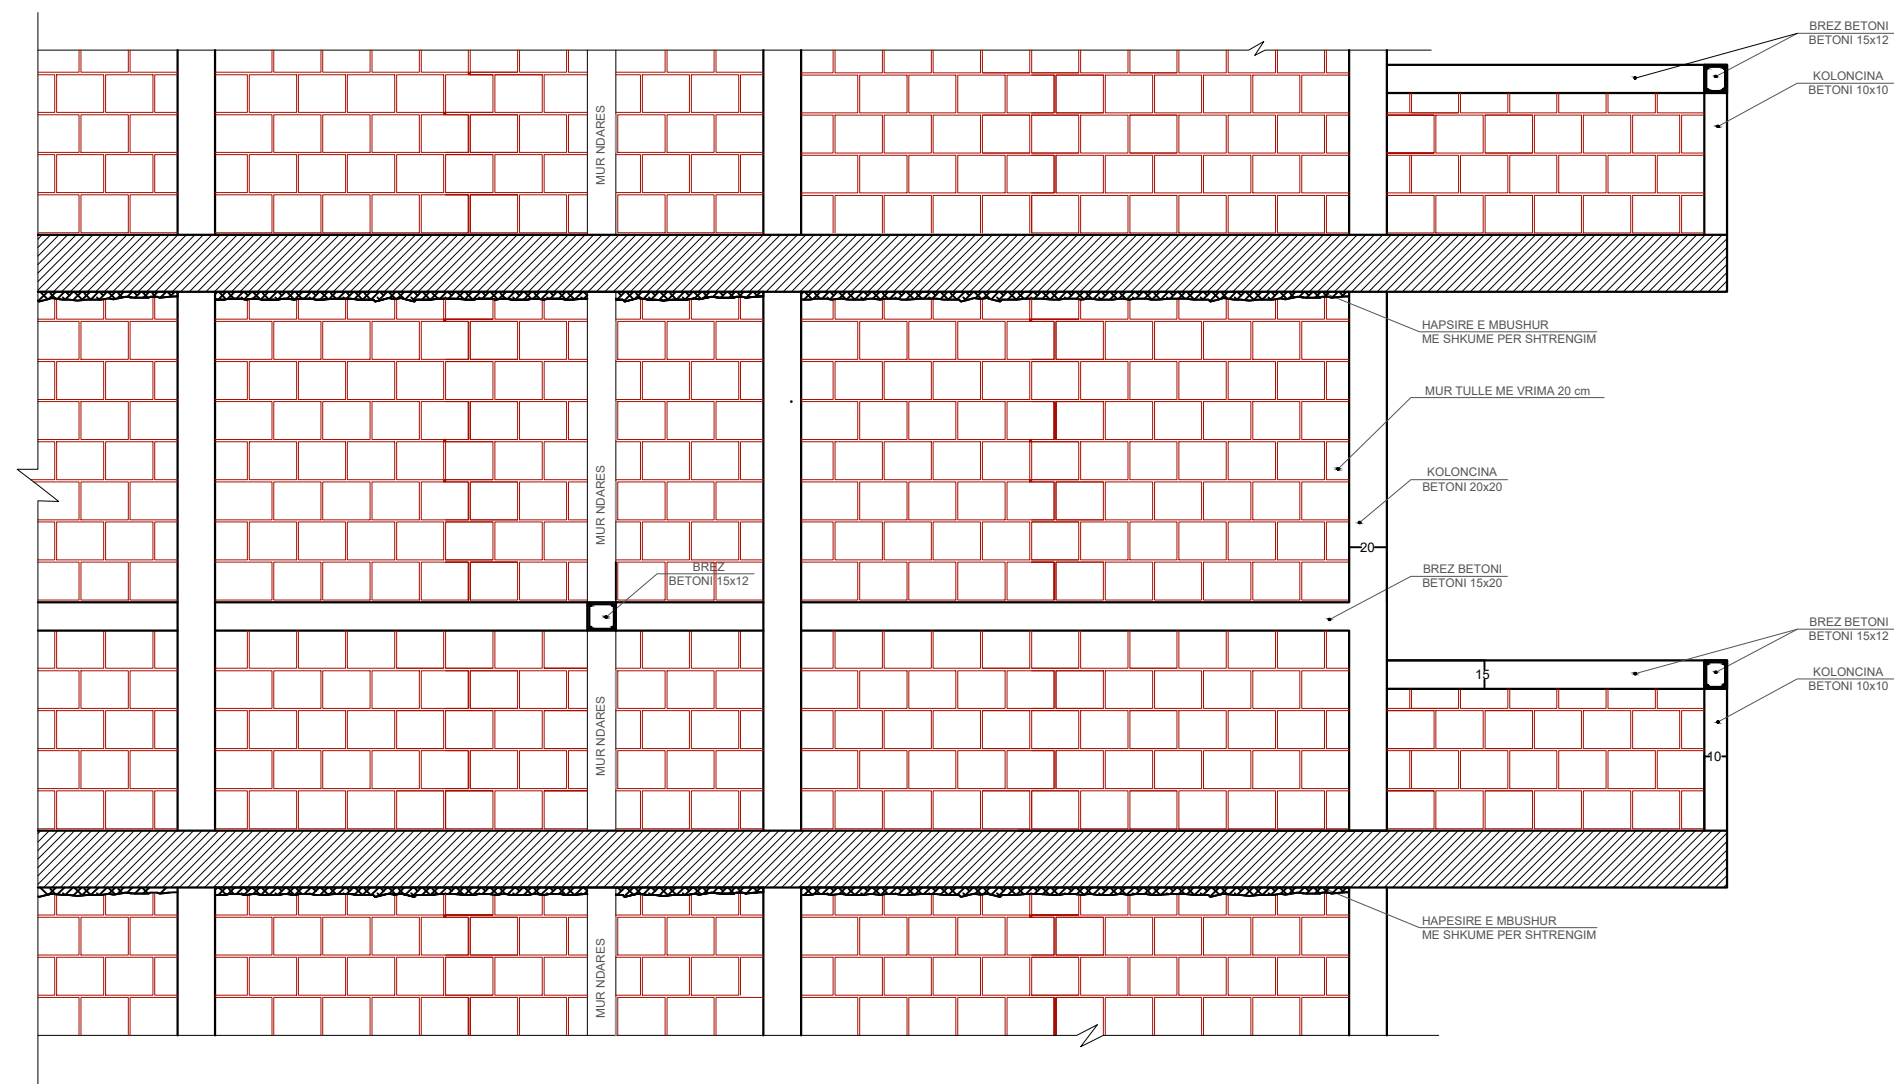 BREZ BETONI
BETONI 15x12
KOLONCINA
BETONI 10x10
MUR NDARES
HAPSIRE E MBUSHUR
ME SHKUME PER SHTRENGIM
MUR TULLE ME VRIMA 20 cm
KOLONCINA
BETONI 20x20
MUR NDARES
20
BREZ
BETONI 15x12
BREZ BETONI
BETONI 15x20
BREZ BETONI
BETONI 15x12
15
KOLONCINA
BETONI 10x10
MUR NDARES
10
HAPESIRE E MBUSHUR
ME SHKUME PER SHTRENGIM
MUR NDARES